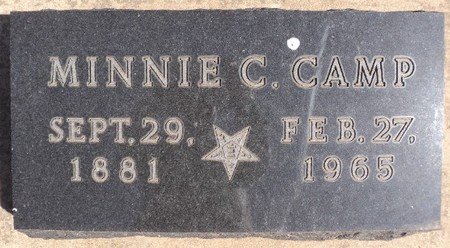 MINNIE C. CAMP
SEPT. 29, FEB. 27,
1881 1965